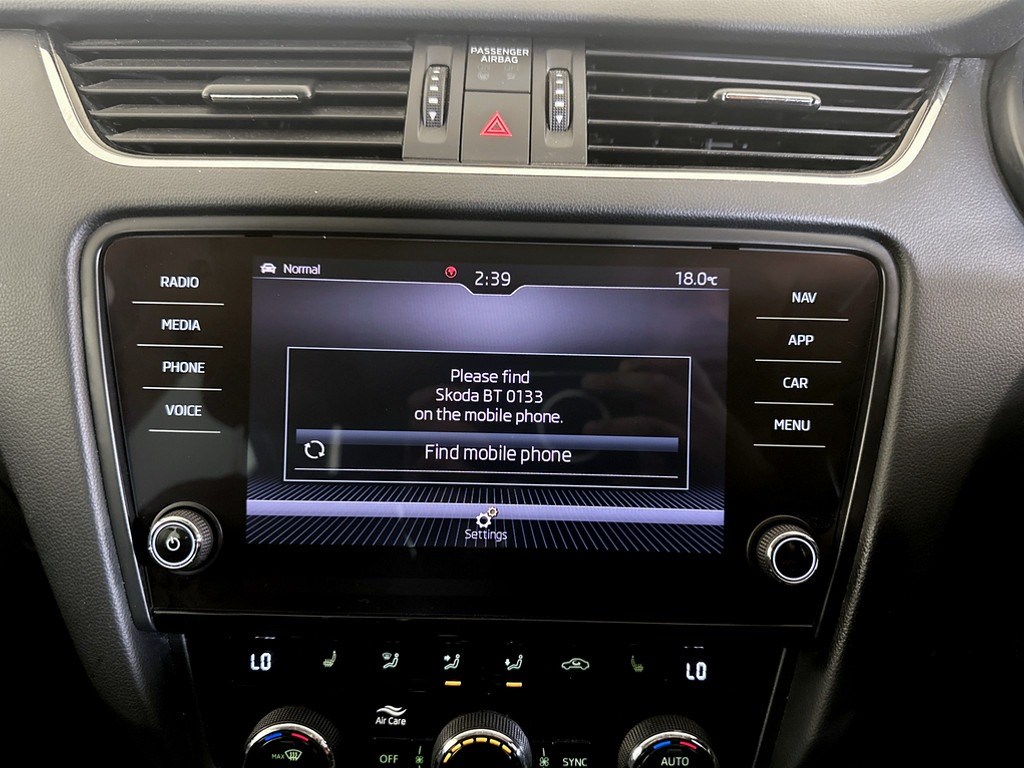 PASSENGER
AIRBAG
RADIO
MEDIA
PHONE
VOICE
Normal
2:39
18.0°C
Please find
Skoda BT 0133
on the mobile phone.
Find mobile phone
Settings
NAV
APP
CAR
MENU
LO
LO
Air Care
MAX
OFF
SYNC
AUTO